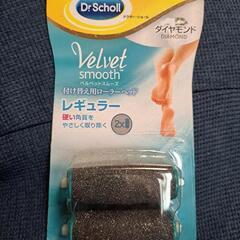 Dr Scholl
ドクター・ショール
ダイヤモンド
DIAMOND
Velvet
smooth™
ベルベットスムーズ
付け替え用ローラーヘッド
レギュラー
硬い角質を
やさしく取り除く
2x